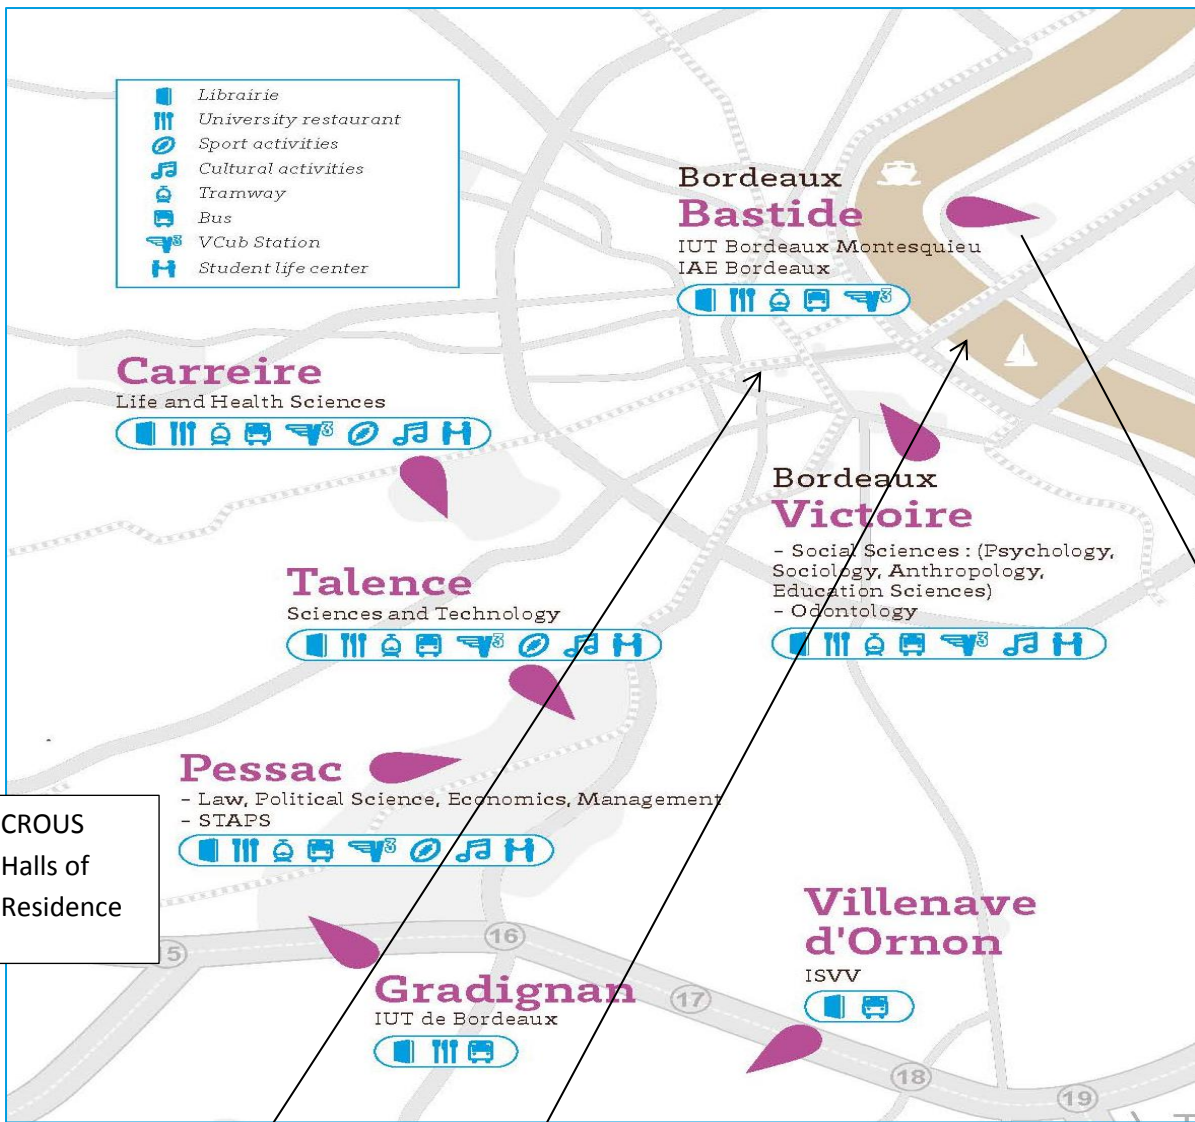 Librairie
University restaurant
Sport activities
Cultural activities
Tramway
Bus
VCub Station
Student life center
Bordeaux
Bastide
IUT Bordeaux Montesquieu
IAE Bordeaux
Carreire
Life and Health Sciences
Bordeaux
Victoire
- Social Sciences : (Psychology,
Sociology, Anthropology,
Education Sciences)
- Odontology
Talence
Sciences and Technology
Pessac
- Law, Political Science, Economics, Management
- STAPS
CROUS
Halls of
Residence
5
16
Gradignan
IUT de Bordeaux
17
Villenave
d'Ornon
ISVV
18
19